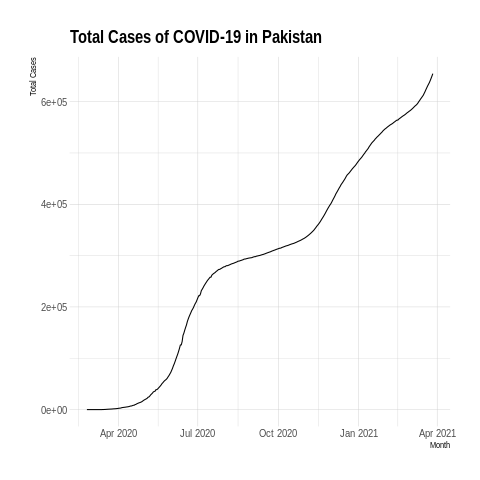 Total Cases of COVID-19 in Pakistan
Total Cases
6e+05
4e+05
2e+05
0e+00
Apr 2020 Jul 2020 Oct 2020 Jan 2021 Apr 2021
Month